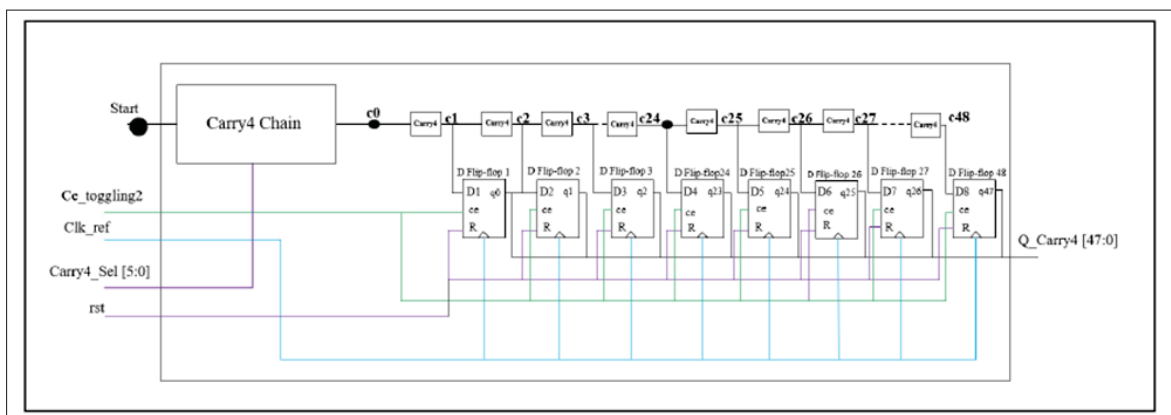 Start
Carry4 Chain
c0
Carry4
c1
Carry4
c2
Carry4
c3
Carry4
c24
Carry4
c25
Carry4
c26
Carry4
c27
Carry4
c48
D Flip-flop 1
D Flip-flop 2
D Flip-flop 3
D Flip-flop24
D Flip-flop25
D Flip-flop 26
D Flip-flop 27
D Flip-flop 48
D1 q0
D2 q1
D3 q2
D4 q23
D5 q24
D6 q25
D7 q26
D8 q47
ce
ce
ce
ce
ce
ce
ce
ce
R
R
R
R
R
R
R
R
Ce_toggling2
Clk_ref
Carry4_Sel [5:0]
rst
Q_Carry4 [47:0]